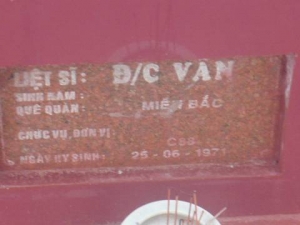 LIỆT SĨ: Đ/C VÂN
SINH NĂM:
QUÊ QUÁN: MIỀN BẮC
CHỨC VỤ, ĐƠN VỊ:
NGÀY HY SINH: 25-06-1971